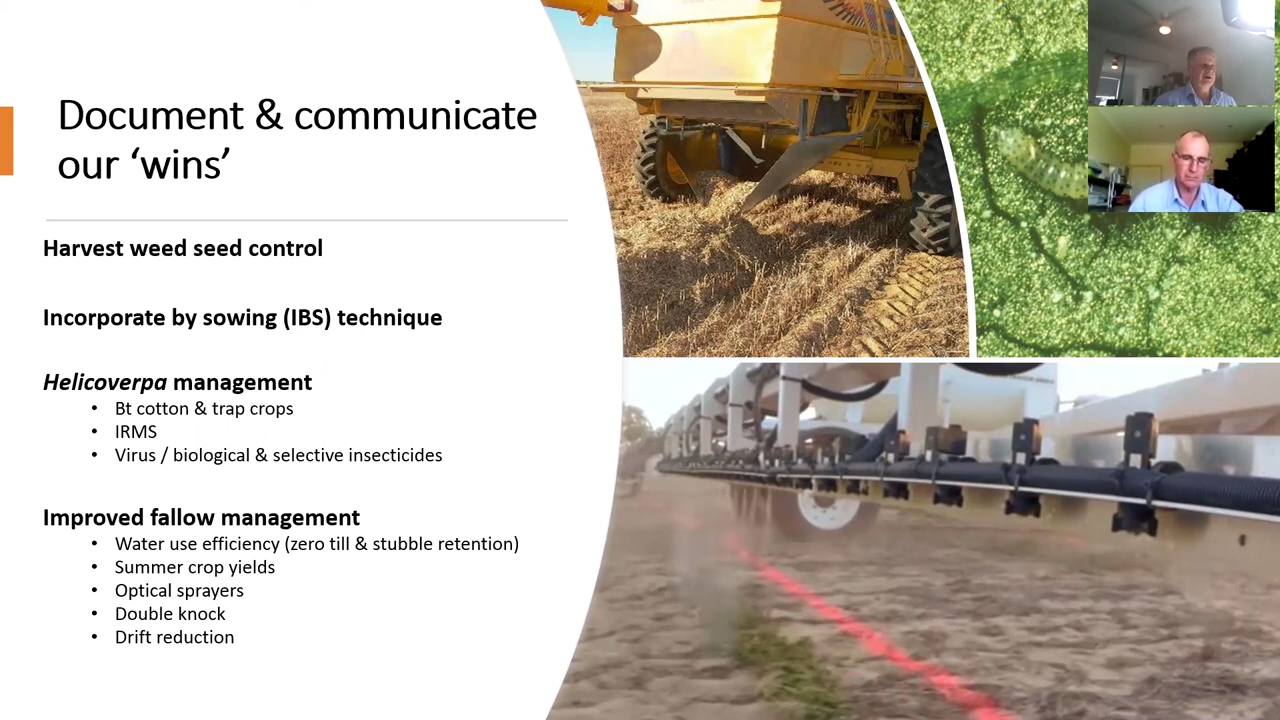 Document & communicate
our ‘wins’
Harvest weed seed control
Incorporate by sowing (IBS) technique
Helicoverpa management
• Bt cotton & trap crops
• IRMS
• Virus / biological & selective insecticides
Improved fallow management
• Water use efficiency (zero till & stubble retention)
• Summer crop yields
• Optical sprayers
• Double knock
• Drift reduction